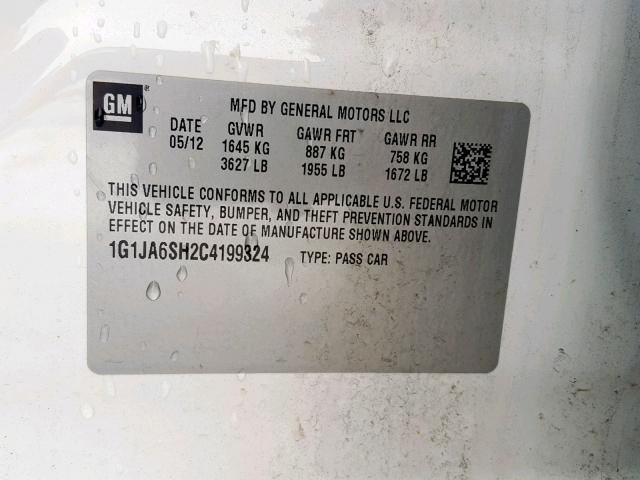 GM ®
MFD BY GENERAL MOTORS LLC
DATE GVWR GAWR FRT GAWR RR
05/12 1645 KG 887 KG 758 KG
3627 LB 1955 LB 1672 LB
THIS VEHICLE CONFORMS TO ALL APPLICABLE U.S. FEDERAL MOTOR
VEHICLE SAFETY, BUMPER, AND THEFT PREVENTION STANDARDS IN
EFFECT ON THE DATE OF MANUFACTURE SHOWN ABOVE.
1G1JA6SH2C4199324 TYPE: PASS CAR